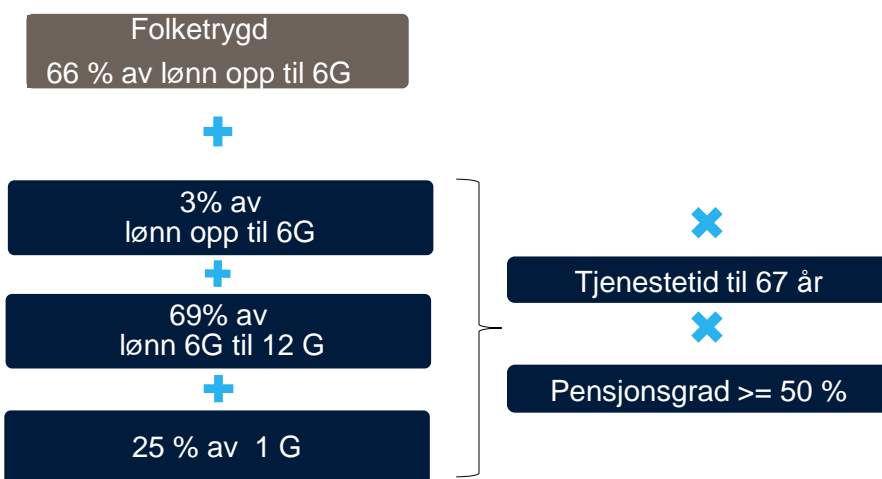 Folketrygd
66 % av lønn opp til 6G
3% av
lønn opp til 6G
69% av
lønn 6G til 12 G
25 % av 1 G
Tjenestetid til 67 år
Pensjonsgrad >= 50 %